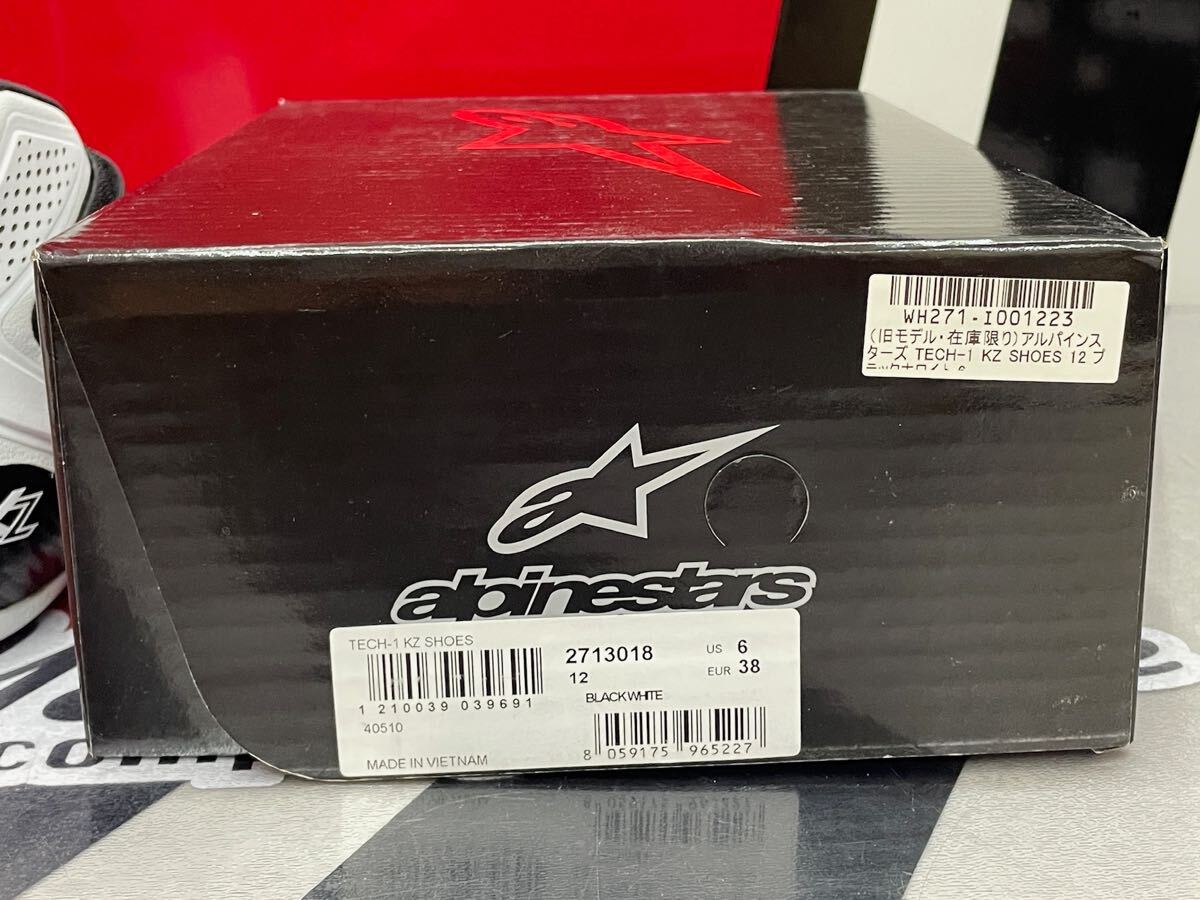 WH271-I001223
(旧モデル・在庫限り)アルパインス
ターズ TECH-1 KZ SHOES 12 ブ
alpinestars
TECH-1 KZ SHOES
1 210039 039691
40510
MADE IN VIETNAM
2713018
12
BLACK WHITE
US 6
EUR 38
8 059175 965227
com